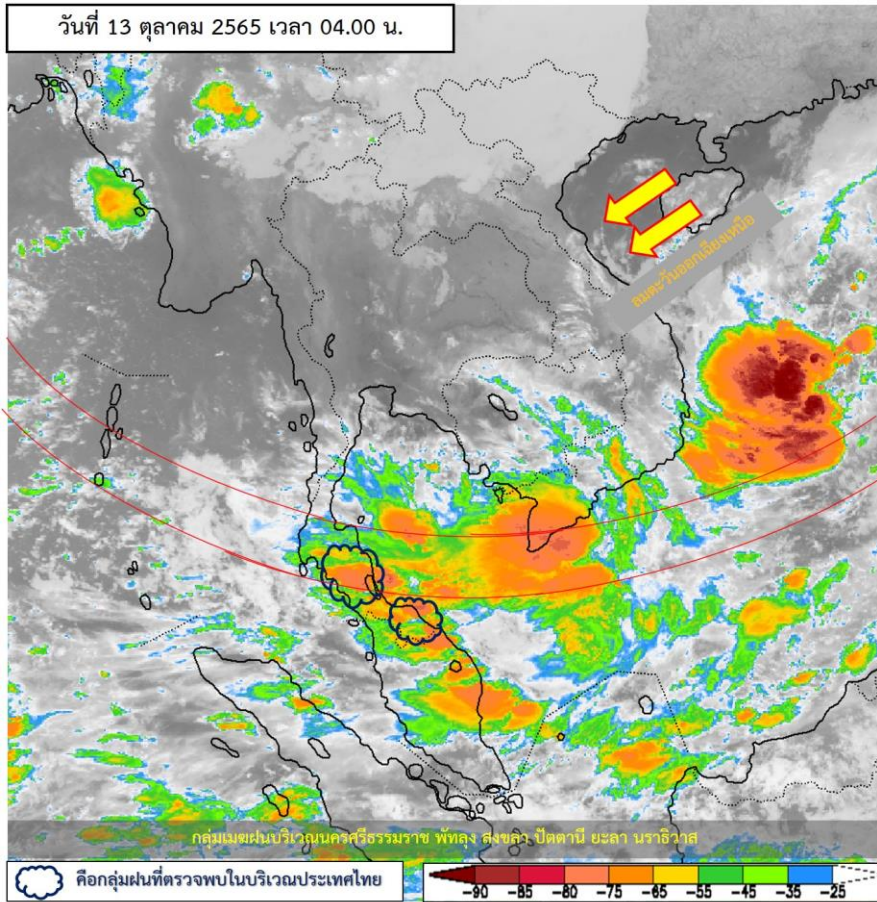 วันที่ 13 ตุลาคม 2565 เวลา 04.00 น.
ลมตะวันออกเฉียงเหนือ
กลุ่มเมฆฝนบริเวณนครศรีธรรมราช พัทลุง สงขลา ปัตตานี ยะลา นราธิวาส
คือกลุ่มฝนที่ตรวจพบในบริเวณประเทศไทย
-90 -85 -80 -75 -65 -55 -45 -35 -25